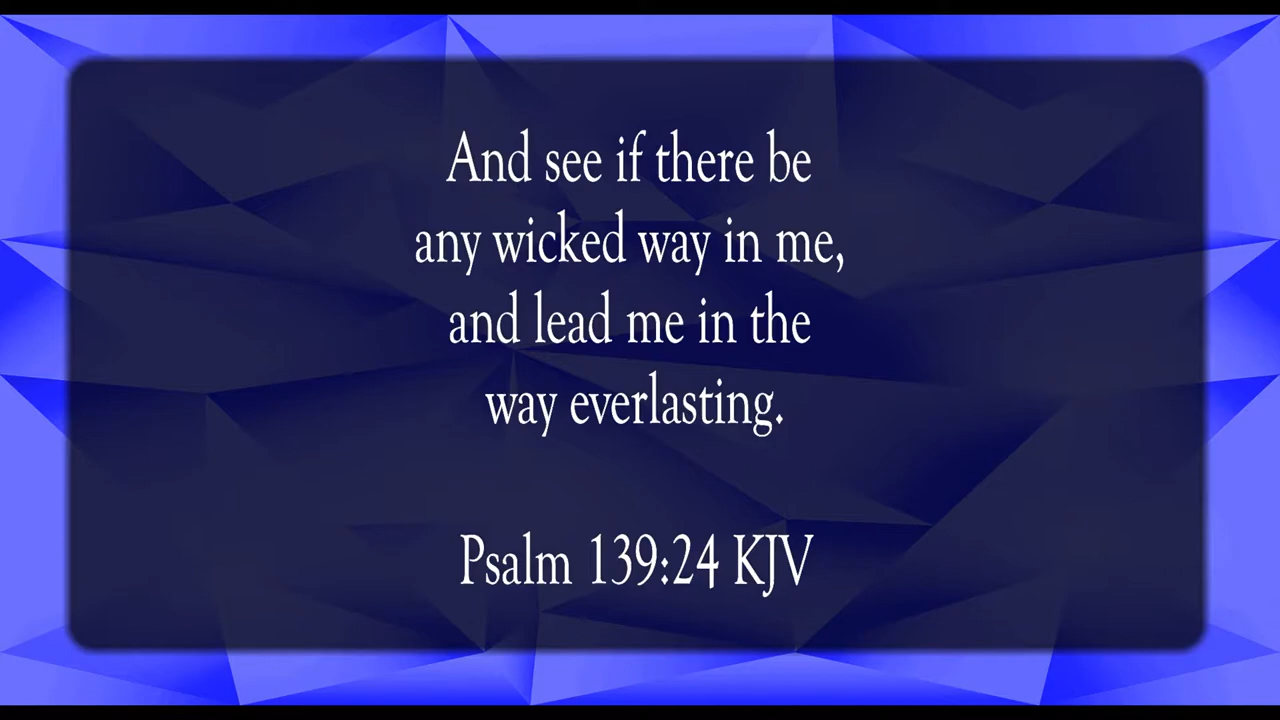 And see if there be
any wicked way in me,
and lead me in the
way everlasting.
Psalm 139:24 KJV